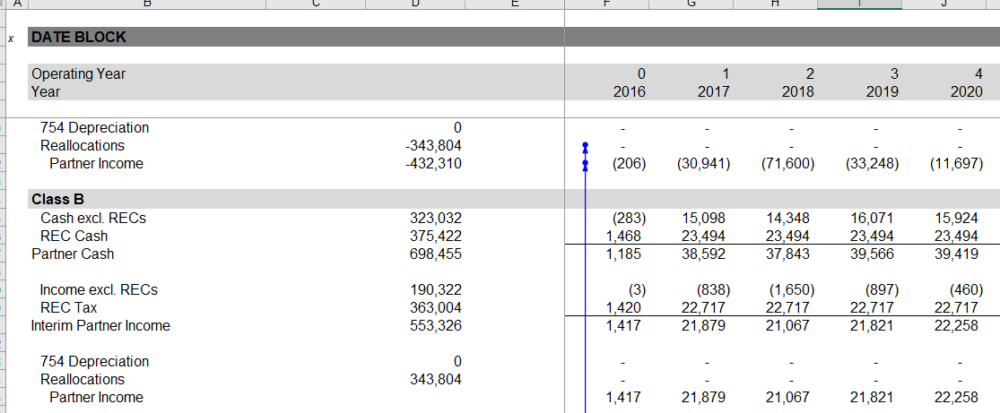 A B C D E F G H I J
x DATE BLOCK
Operating Year 0 1 2 3 4
Year 2016 2017 2018 2019 2020
754 Depreciation 0 - - - - -
Reallocations -343,804 - - - - -
Partner Income -432,310 (206) (30,941) (71,600) (33,248) (11,697)
Class B
Cash excl. RECs 323,032 (283) 15,098 14,348 16,071 15,924
REC Cash 375,422 1,468 23,494 23,494 23,494 23,494
Partner Cash 698,455 1,185 38,592 37,843 39,566 39,419
Income excl. RECs 190,322 (3) (838) (1,650) (897) (460)
REC Tax 363,004 1,420 22,717 22,717 22,717 22,717
Interim Partner Income 553,326 1,417 21,879 21,067 21,821 22,258
754 Depreciation 0 - - - - -
Reallocations 343,804 - - - - -
Partner Income 1,417 21,879 21,067 21,821 22,258